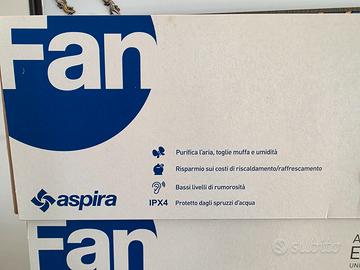 Fan
Purifica l'aria, toglie muffa e umidità
Risparmio sui costi di riscaldamento/raffrescamento
Bassi livelli di rumorosità
aspira
IPX4 Protetto dagli spruzzi d'acqua
Fan
subito